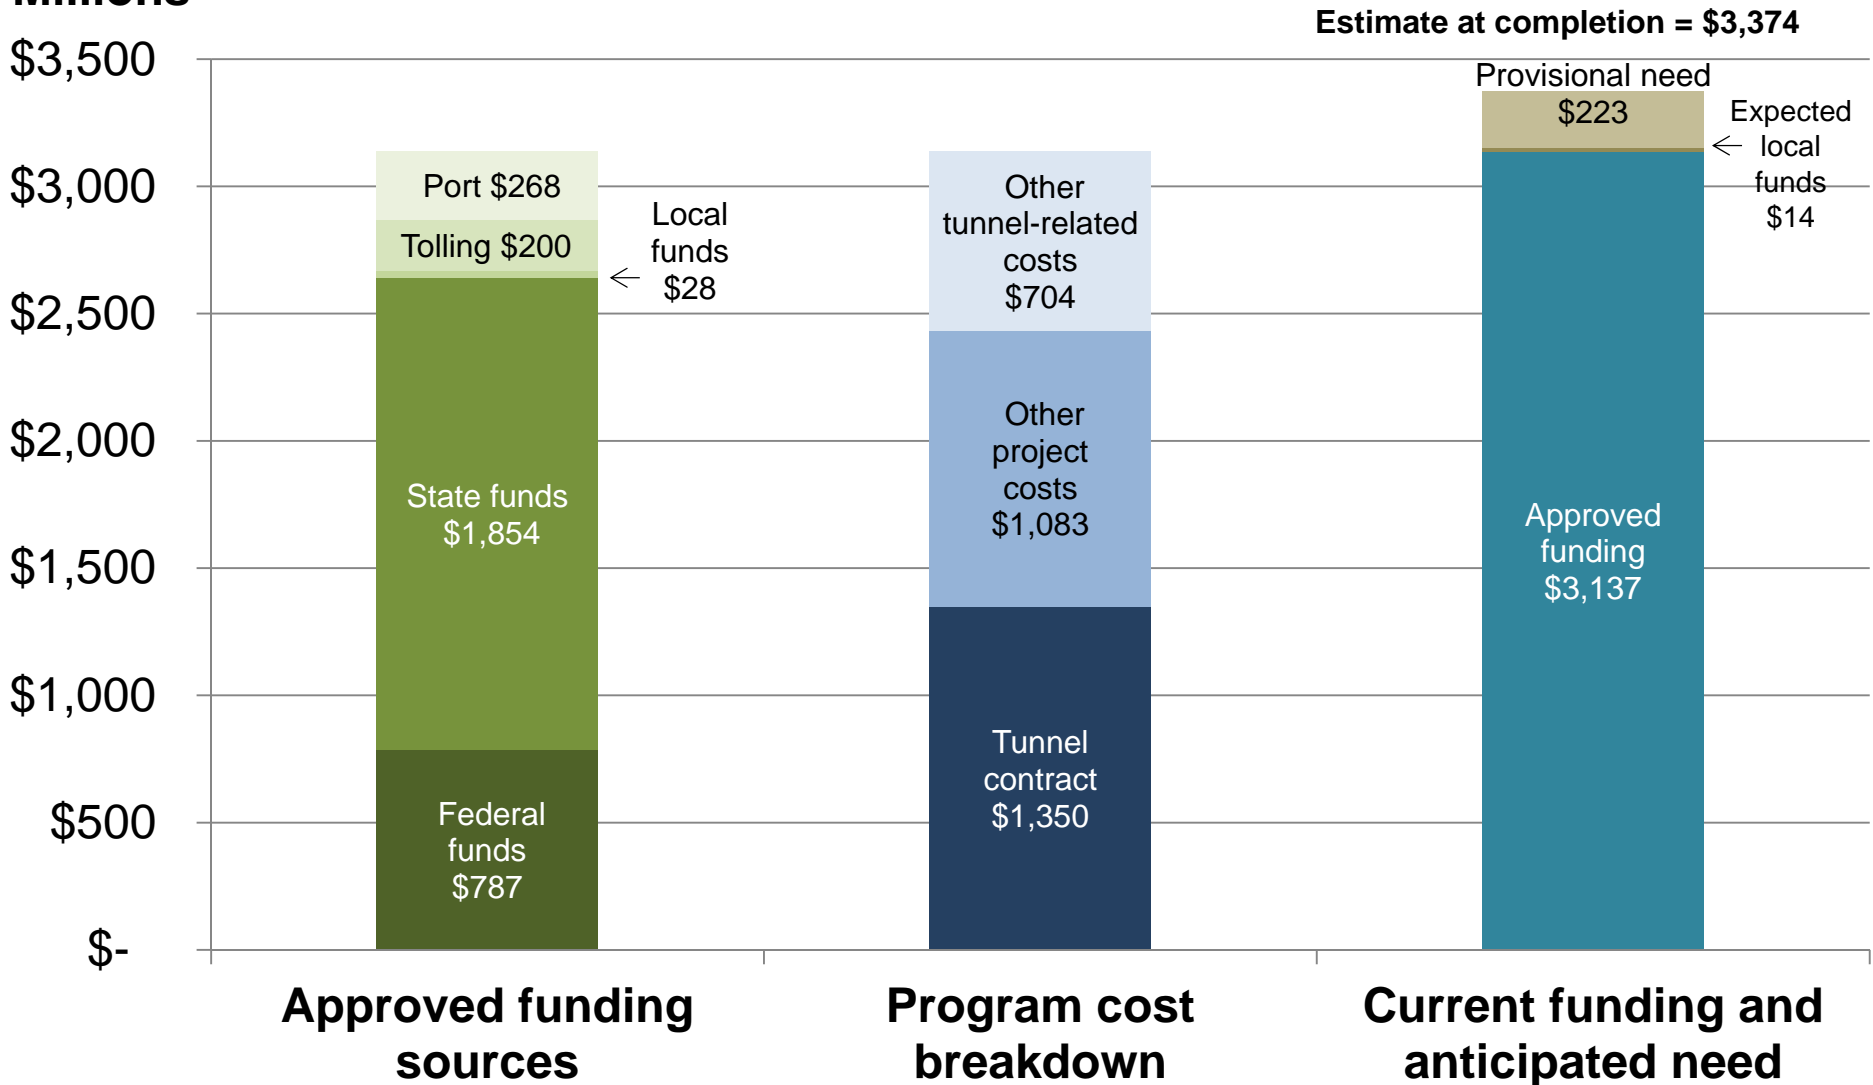 Millions
Estimate at completion = $3,374
$3,500
$3,000
$2,500
$2,000
$1,500
$1,000
$500
$-
Port $268
Tolling $200
Local
funds
$28
State funds
$1,854
Federal
funds
$787
Other
tunnel-related
costs
$704
Other
project
costs
$1,083
Tunnel
contract
$1,350
Provisional need
$223
Expected
local
funds
$14
Approved
funding
$3,137
Approved funding
sources
Program cost
breakdown
Current funding and
anticipated need